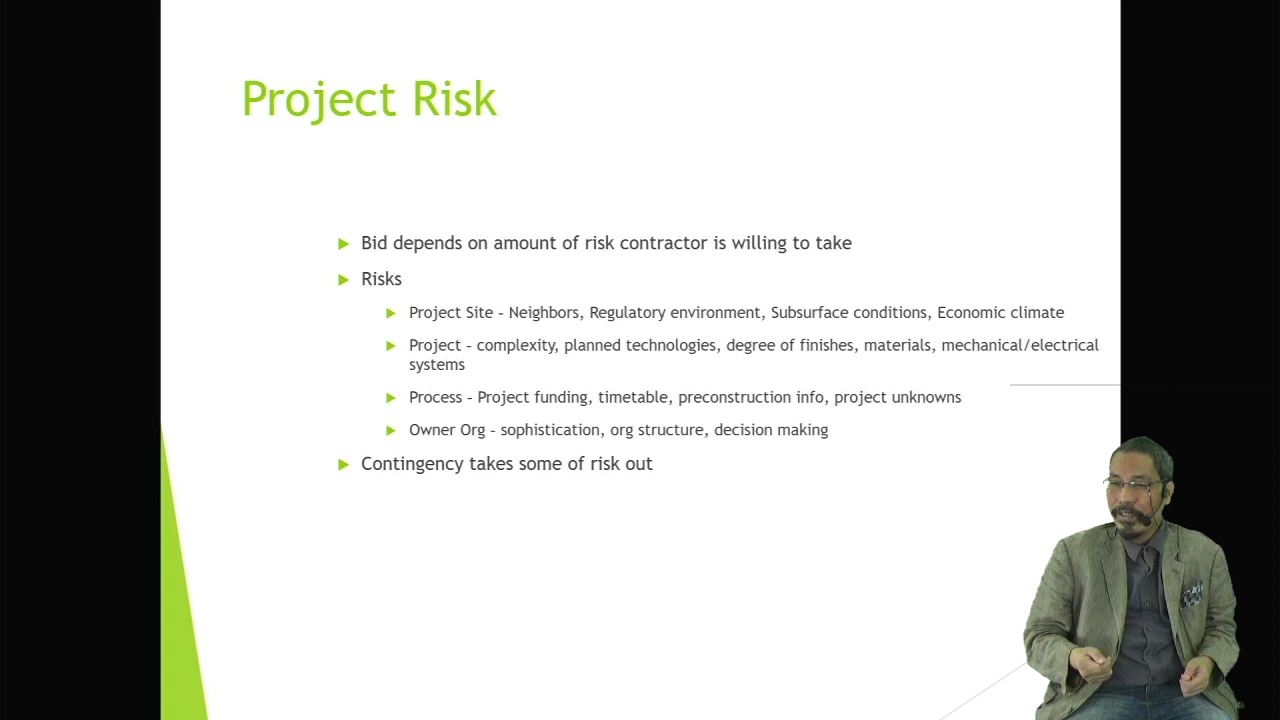 Project Risk
Bid depends on amount of risk contractor is willing to take
Risks
Project Site – Neighbors, Regulatory environment, Subsurface conditions, Economic climate
Project – complexity, planned technologies, degree of finishes, materials, mechanical/electrical
systems
Process – Project funding, timetable, preconstruction info, project unknowns
Owner Org – sophistication, org structure, decision making
Contingency takes some of risk out